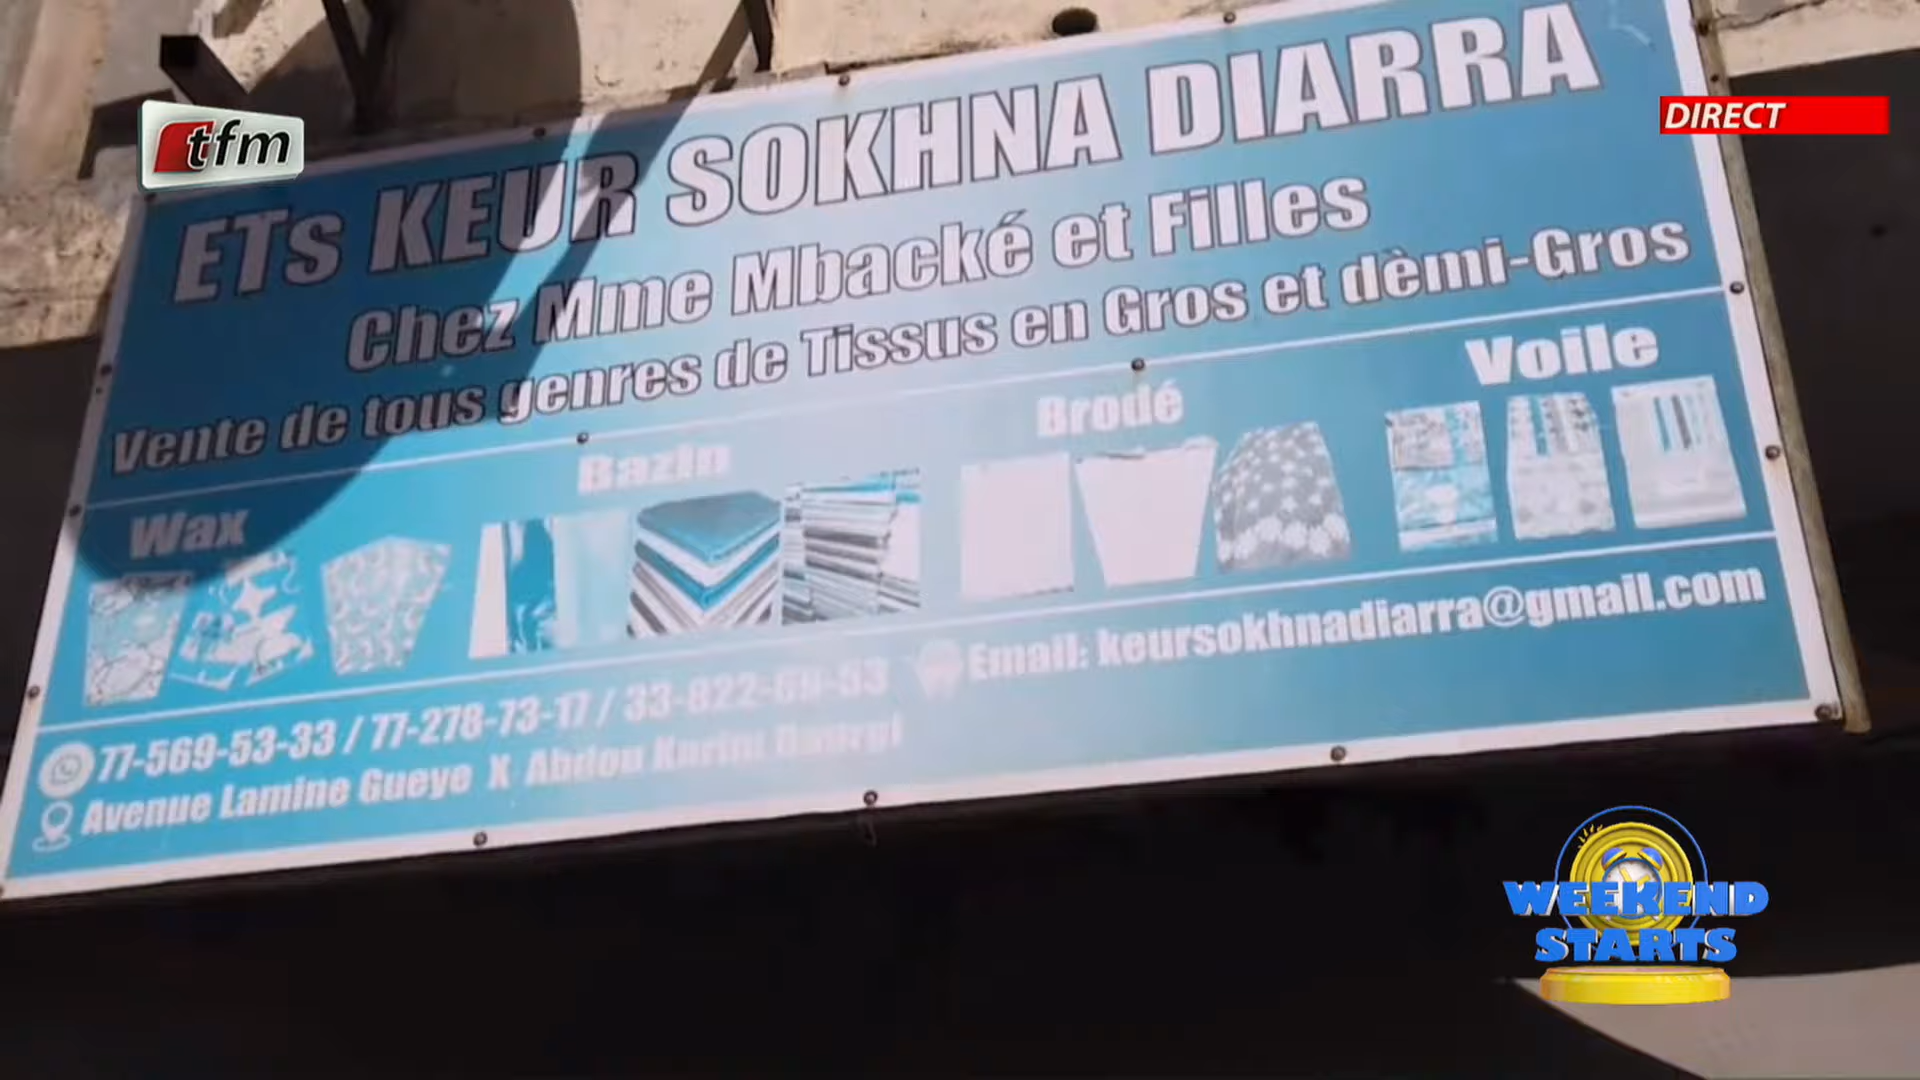 tfm
DIRECT
ETs KEUR SOKHNA DIARRA
Chez Mme Mbacké et Filles
Vente de tous genres de Tissus en Gros et dèmi-Gros
Wax
Bazin
Brodé
Voile
77-569-53-33 / 77-278-73-17 / 33-822-69-53
Email: keursokhnadiarra@gmail.com
Avenue Lamine Gueye X Abdou Karim
WEEKEND
STARTS